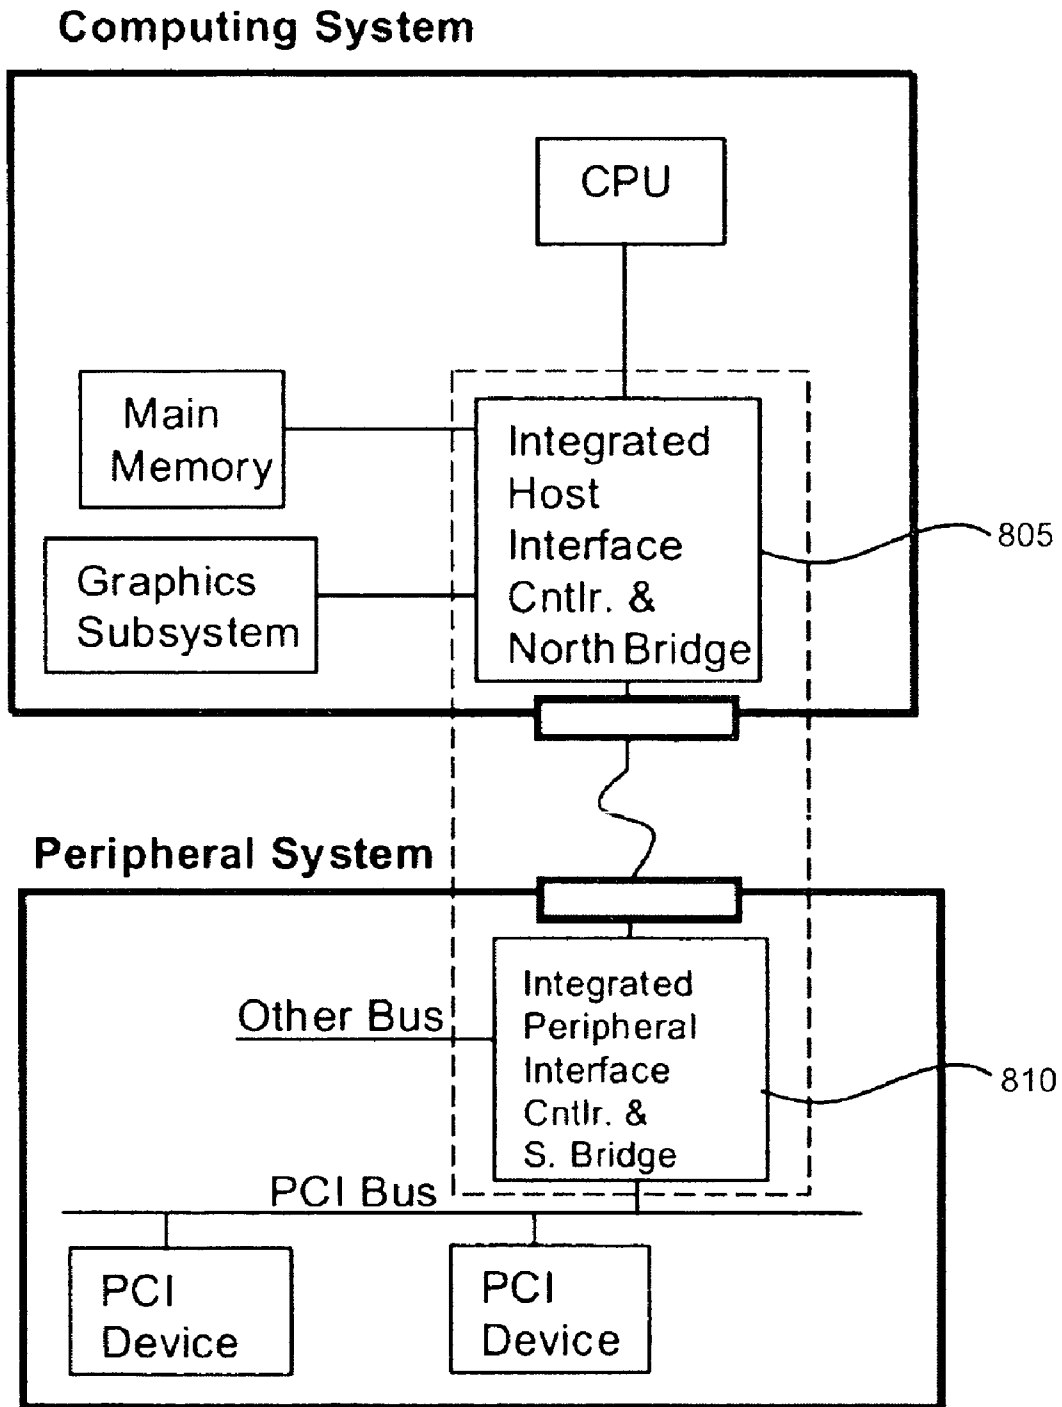 Computing System
CPU
Main
Memory
Integrated
Host
Interface
Cntlr. &
North Bridge
805
Graphics
Subsystem
Peripheral System
Other Bus
Integrated
Peripheral
Interface
Cntlr. &
S. Bridge
810
PCI Bus
PCI
Device
PCI
Device